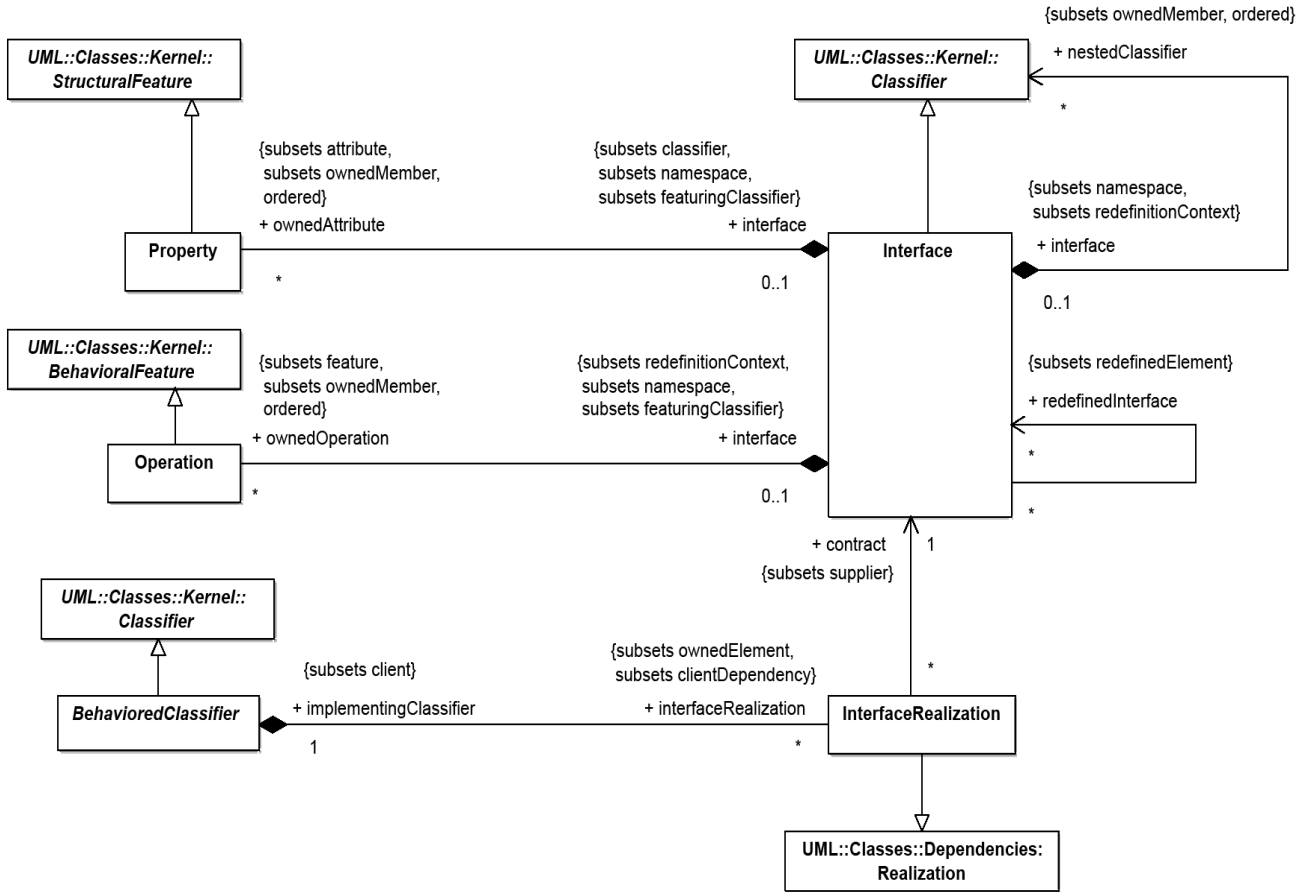 {subsets ownedMember, ordered}
UML::Classes::Kernel::
StructuralFeature
UML::Classes::Kernel::
Classifier
+ nestedClassifier
*
{subsets attribute,
subsets ownedMember,
ordered}
+ ownedAttribute
{subsets classifier,
subsets namespace,
subsets featuringClassifier}
+ interface
{subsets namespace,
subsets redefinitionContext}
+ interface
Property
Interface
*
0..1
0..1
UML::Classes::Kernel::
BehavioralFeature
{subsets feature,
subsets ownedMember,
ordered}
+ ownedOperation
{subsets redefinitionContext,
subsets namespace,
subsets featuringClassifier}
+ interface
{subsets redefinedElement}
+ redefinedInterface
*
Operation
*
0..1
*
+ contract
1
{subsets supplier}
UML::Classes::Kernel::
Classifier
{subsets client}
+ implementingClassifier
{subsets ownedElement,
subsets clientDependency}
+ interfaceRealization
*
BehavioredClassifier
1
*
InterfaceRealization
UML::Classes::Dependencies:
Realization